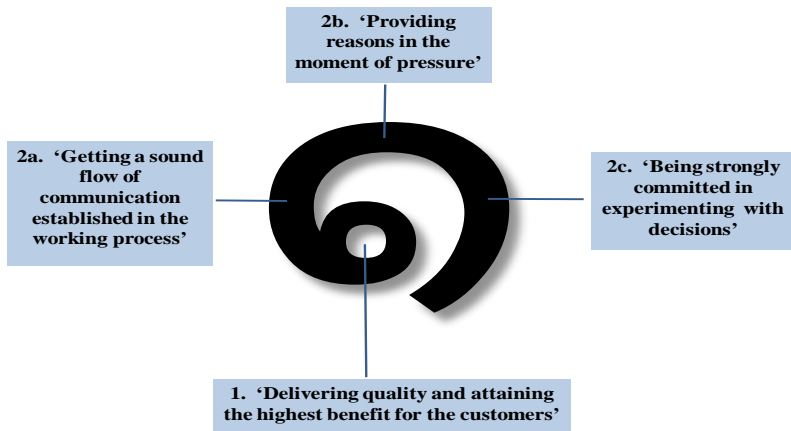 2b. ‘Providing
reasons in the
moment of pressure’
2a. ‘Getting a sound
flow of
communication
established in the
working process’
๑
2c. ‘Being strongly
committed in
experimenting with
decisions’
1. ‘Delivering quality and attaining
the highest benefit for the customers’